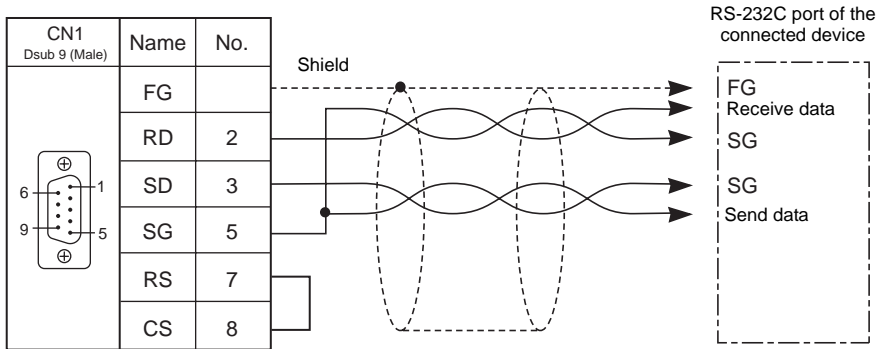 RS-232C port of the
connected device
CN1
Dsub 9 (Male)
Name
No.
Shield
FG
RD
2
SD
3
SG
5
RS
7
CS
8
6
1
9
5
FG
Receive data
SG
SG
Send data